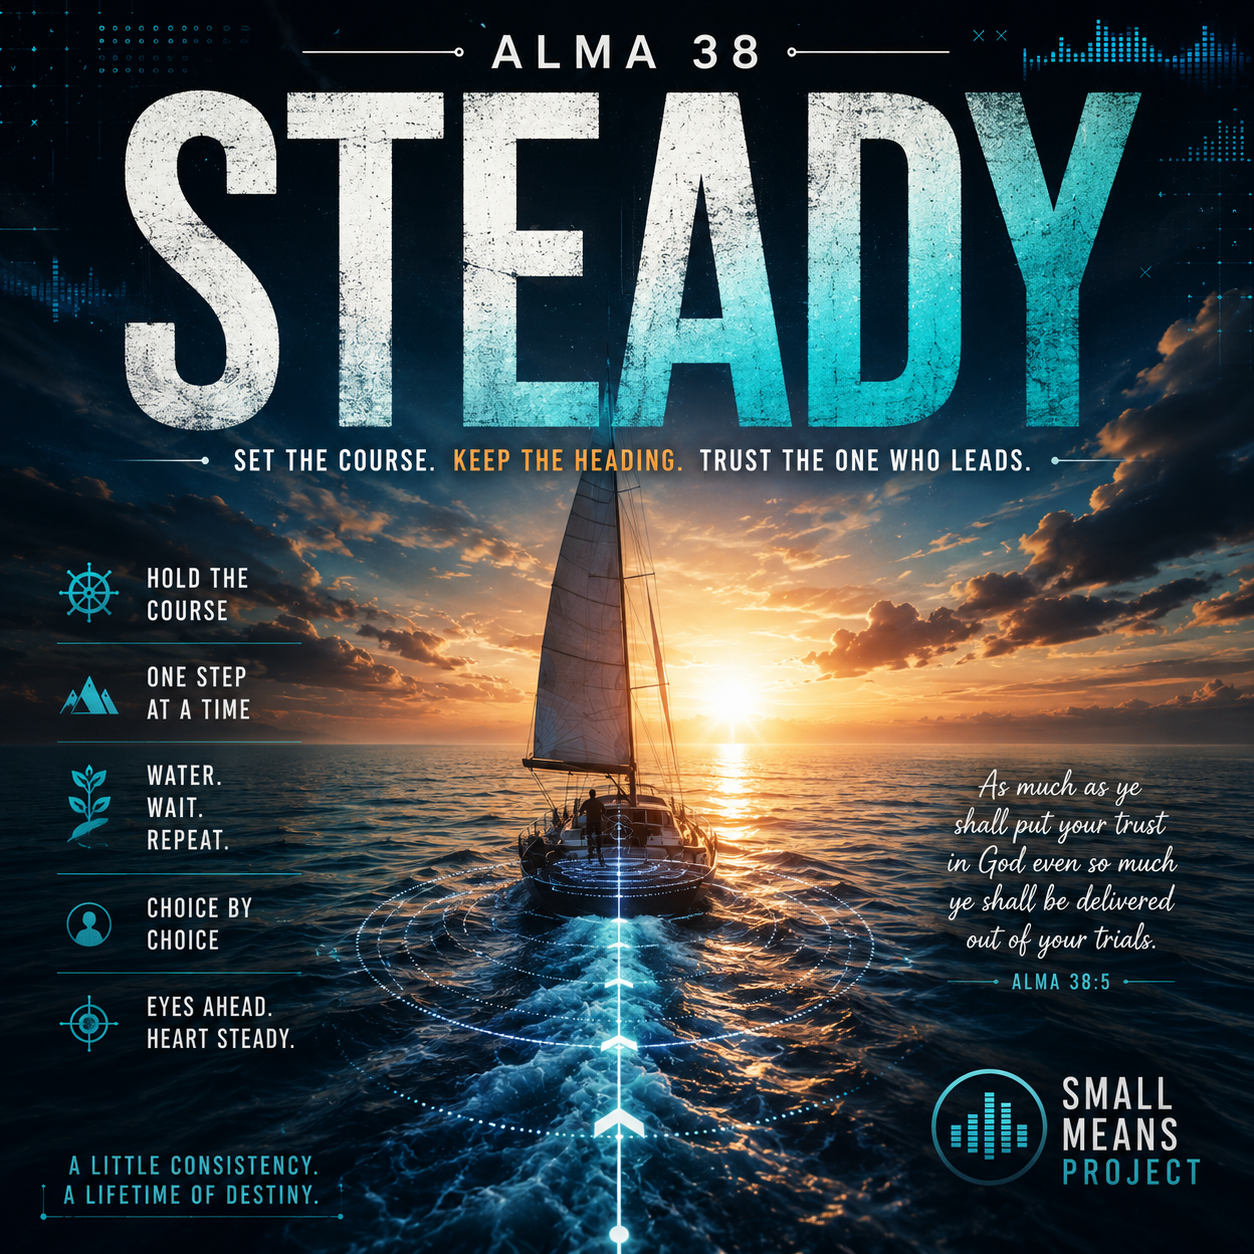 ALMA 38
STEADY
SET THE COURSE. KEEP THE HEADING. TRUST THE ONE WHO LEADS.
HOLD THE
COURSE
ONE STEP
AT A TIME
WATER.
WAIT.
REPEAT.
CHOICE BY
CHOICE
EYES AHEAD.
HEART STEADY.
A LITTLE CONSISTENCY.
A LIFETIME OF DESTINY.
As much as ye
shall put your trust
in God even so much
ye shall be delivered
out of your trials.
ALMA 38:5
SMALL
MEANS
PROJECT